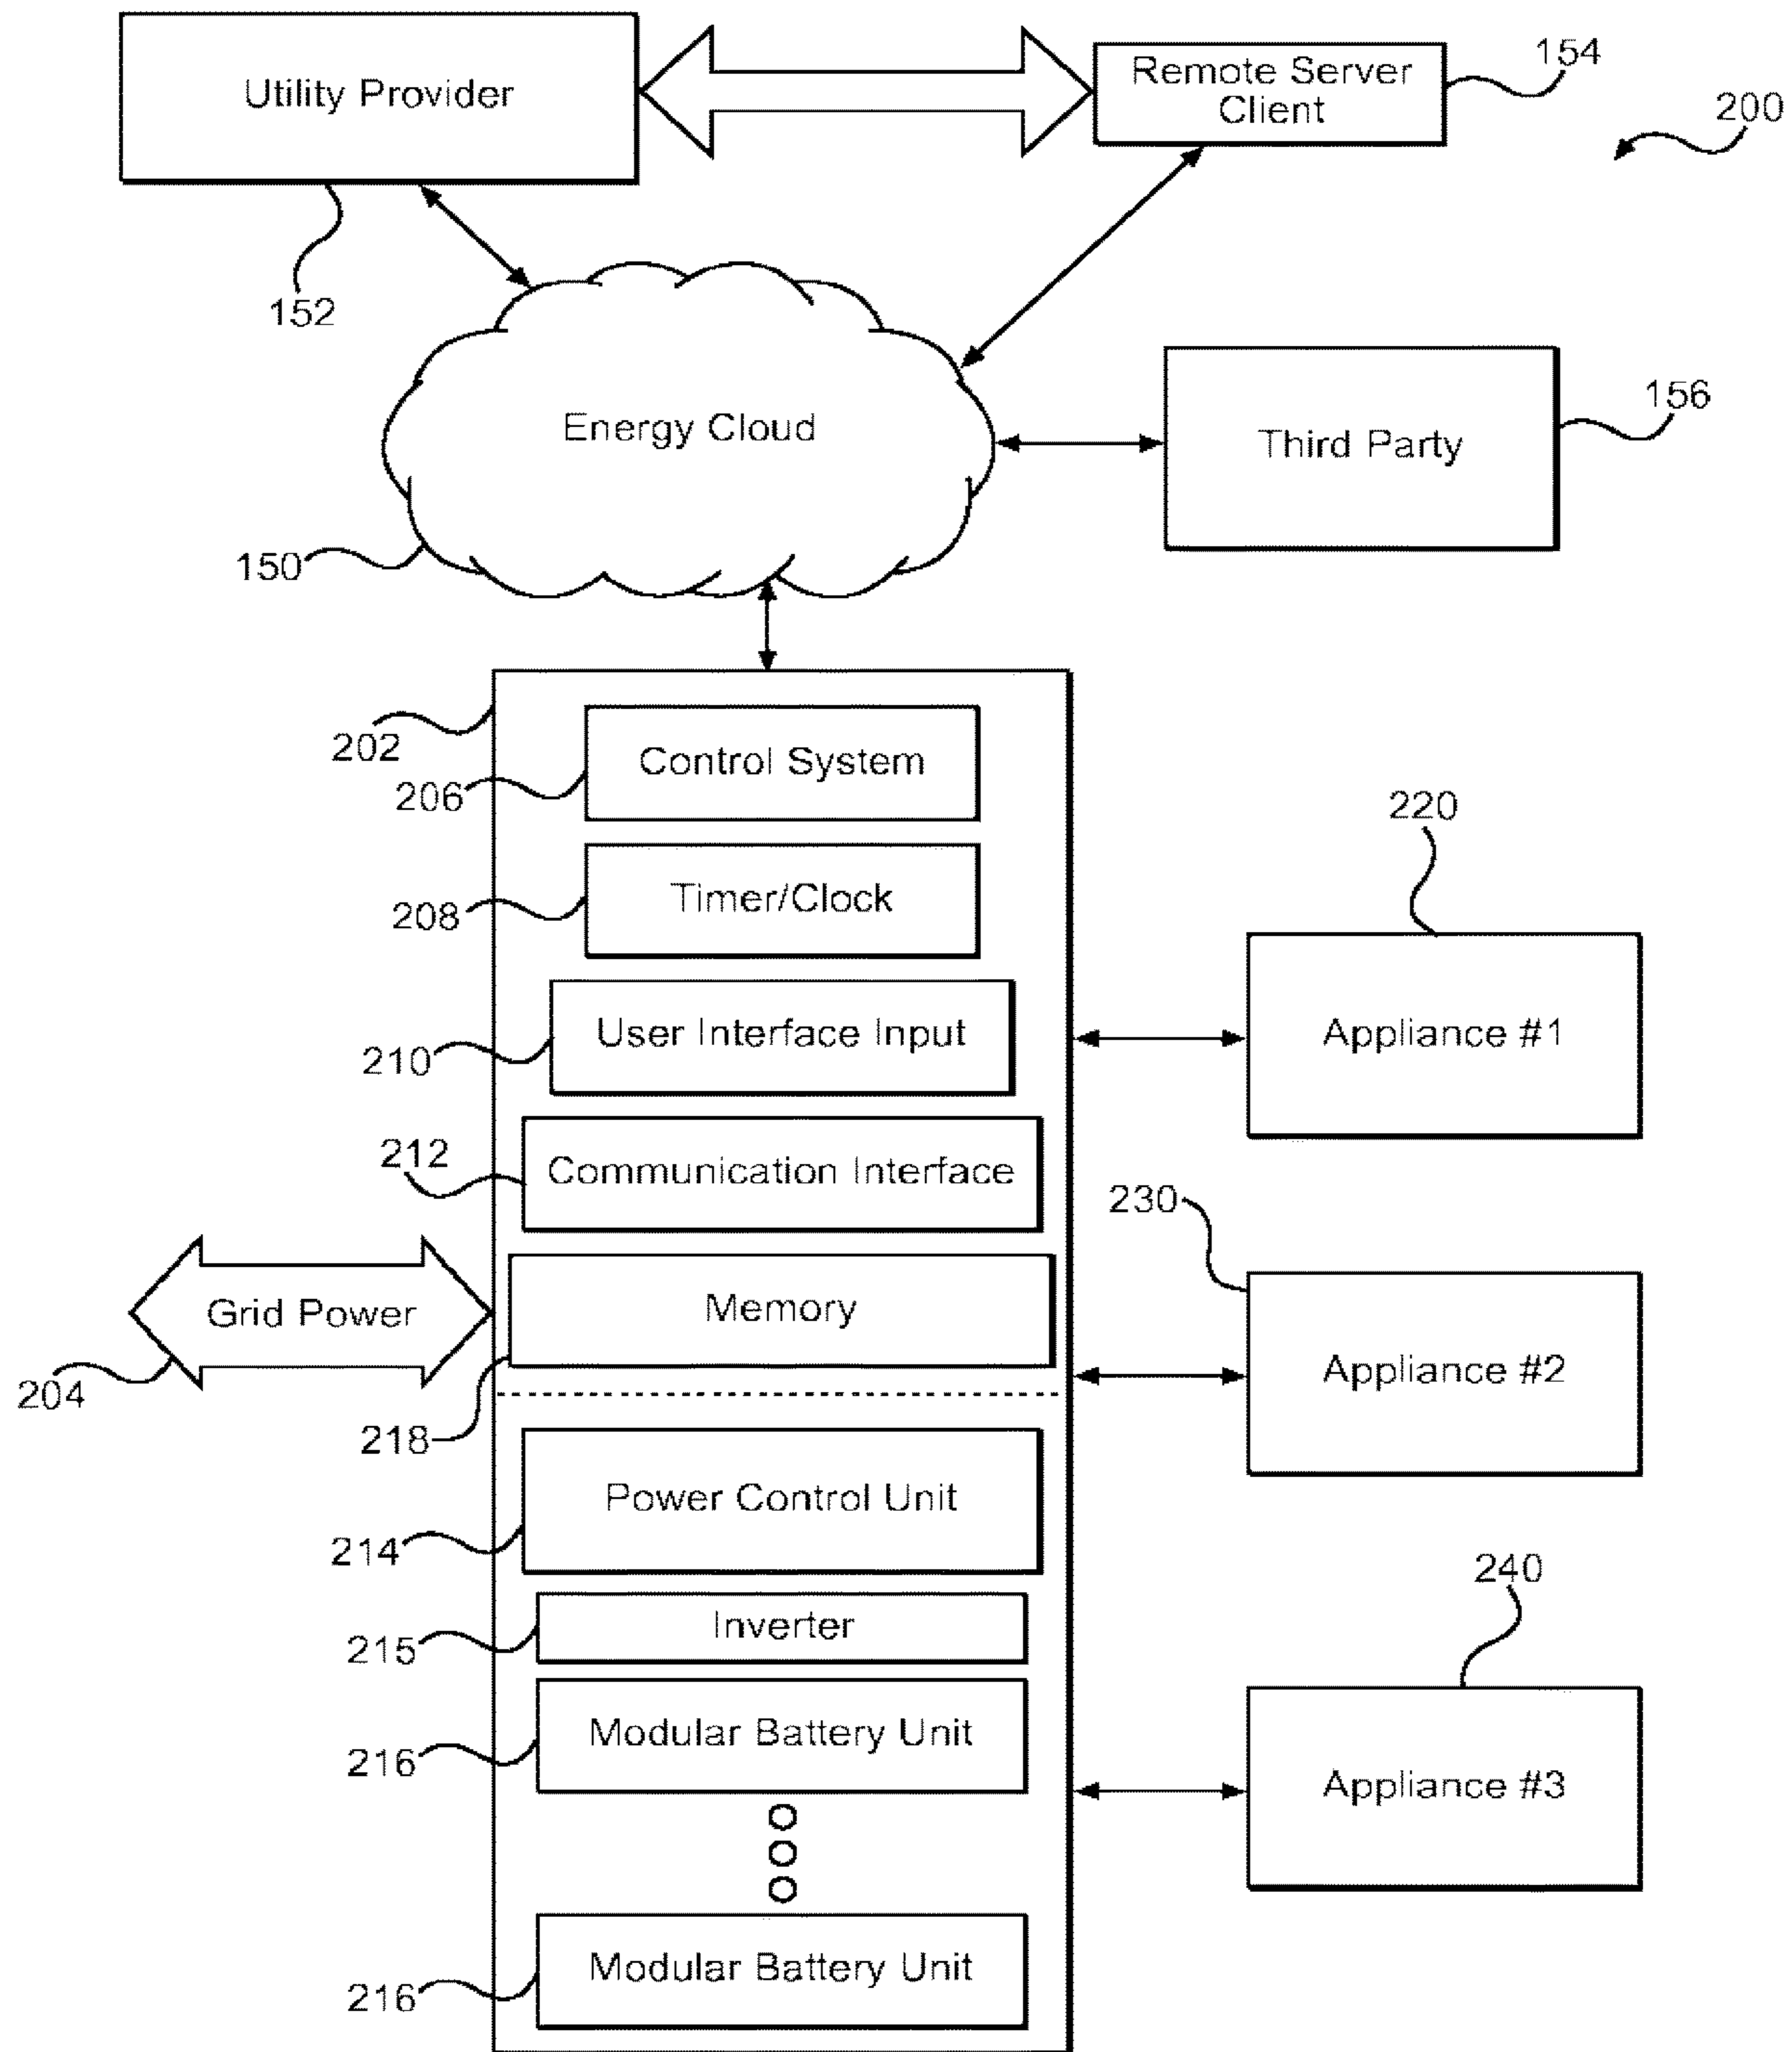 Utility Provider
Remote Server
Client
154
200
152
Energy Cloud
156
Third Party
150
202
Control System
206
220
Timer/Clock
208
User Interface Input
210
Appliance #1
212
Communication Interface
230
Grid Power
Memory
204
Appliance #2
218
Power Control Unit
214
240
Inverter
215
Modular Battery Unit
216
Appliance #3
Modular Battery Unit
216